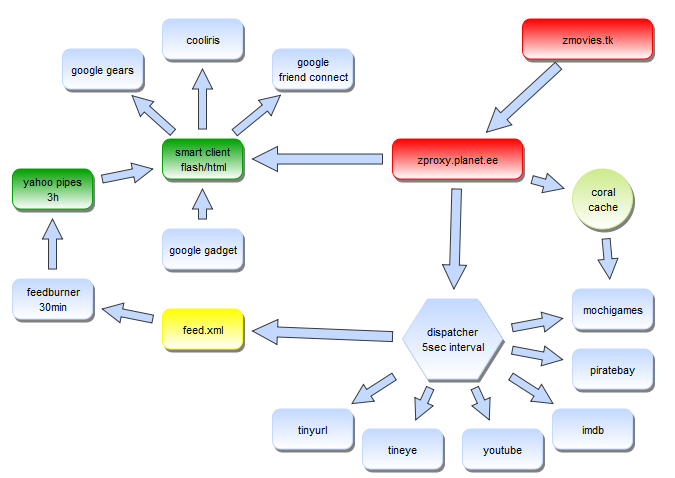 cooliris
zmovies.tk
google gears
google
friend connect
smart client
flash/html
zproxy.planet.ee
yahoo pipes
3h
coral
cache
google gadget
feedburner
30min
mochigames
feed.xml
dispatcher
5sec interval
piratebay
tinyurl
tineye
youtube
imdb